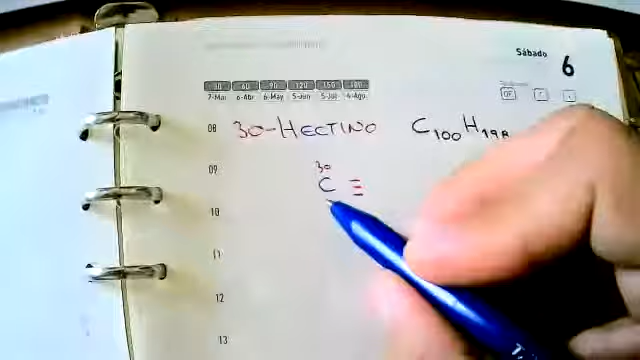 Sábado 6
30 60 90 120 150 180
7-Mar 6-Abr 6-May 5-Jun 5-Jul 4-Ago
08 30-HECTINO C100H198
09 30
C ≡
10
11
12
13